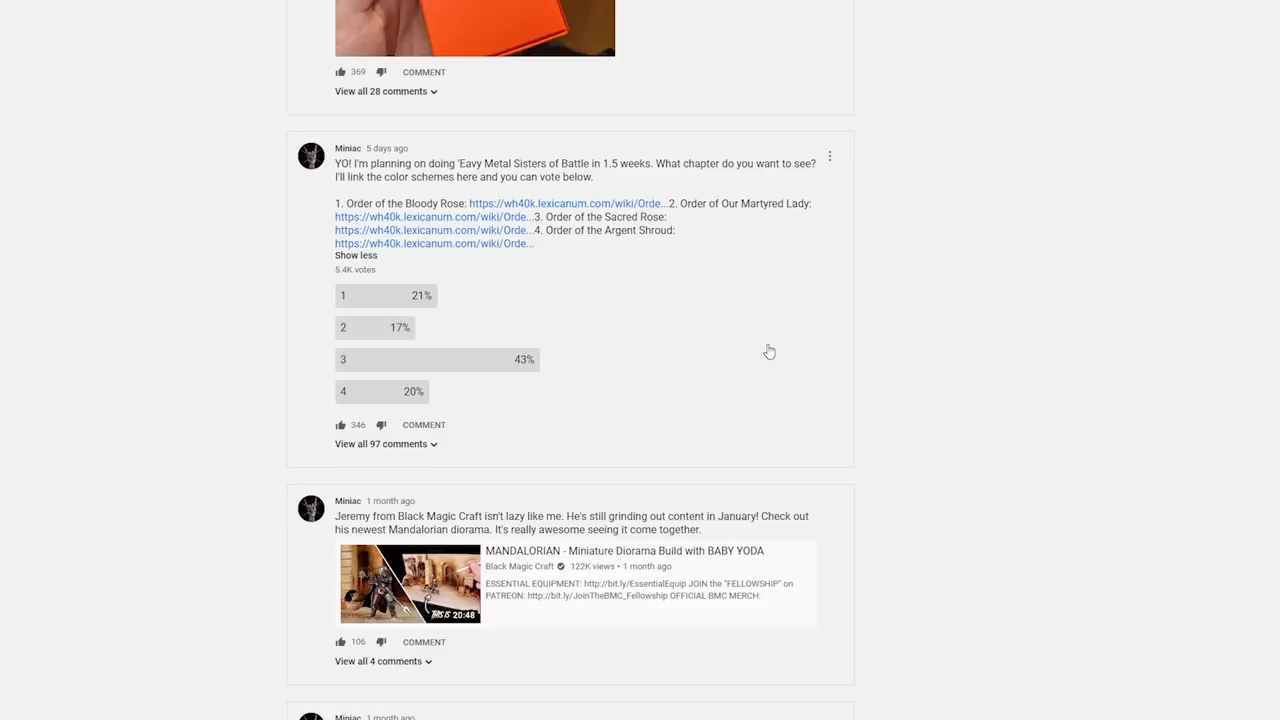 369 COMMENT
View all 28 comments
Miniac 5 days ago
YO! I'm planning on doing 'Eavy Metal Sisters of Battle in 1.5 weeks. What chapter do you want to see?
I'll link the color schemes here and you can vote below.
1. Order of the Bloody Rose: https://wh40k.lexicanum.com/wiki/Orde...2. Order of Our Martyred Lady:
https://wh40k.lexicanum.com/wiki/Orde...3. Order of the Sacred Rose:
https://wh40k.lexicanum.com/wiki/Orde...4. Order of the Argent Shroud:
https://wh40k.lexicanum.com/wiki/Orde...
Show less
5.4K votes
1 21%
2 17%
3 43%
4 20%
346 COMMENT
View all 97 comments
Miniac 1 month ago
Jeremy from Black Magic Craft isn't lazy like me. He's still grinding out content in January! Check out
his newest Mandalorian diorama. It's really awesome seeing it come together.
MANDALORIAN - Miniature Diorama Build with BABY YODA
Black Magic Craft 122K views • 1 month ago
ESSENTIAL EQUIPMENT: http://bit.ly/EssentialEquip JOIN the "FELLOWSHIP" on
PATREON: http://bit.ly/JoinTheBMC_Fellowship OFFICIAL BMC MERCH:
THIS IS 20:48
106 COMMENT
View all 4 comments
Miniac 1 month ago